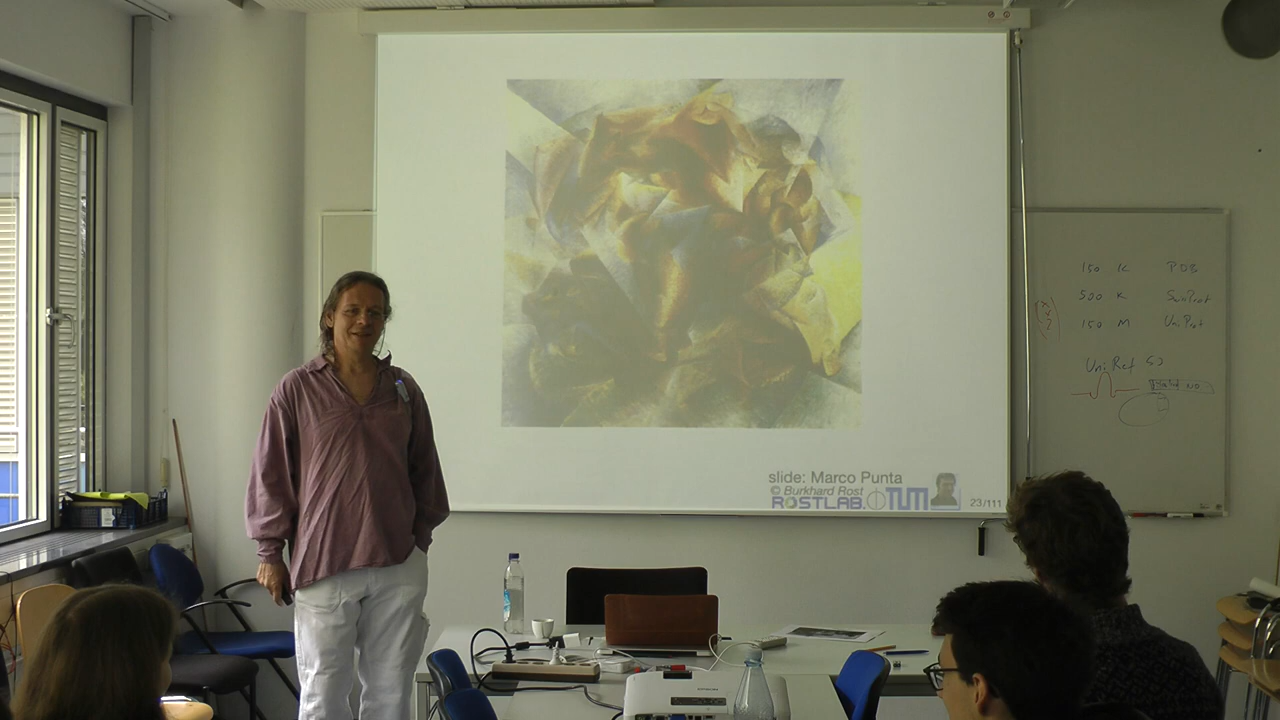 slide: Marco Punta
© Burkhard Rost
ROSTLAB. TUM
23/111
150 K PDB
500 K SwissProt
150 M UniProt
UniRef 50